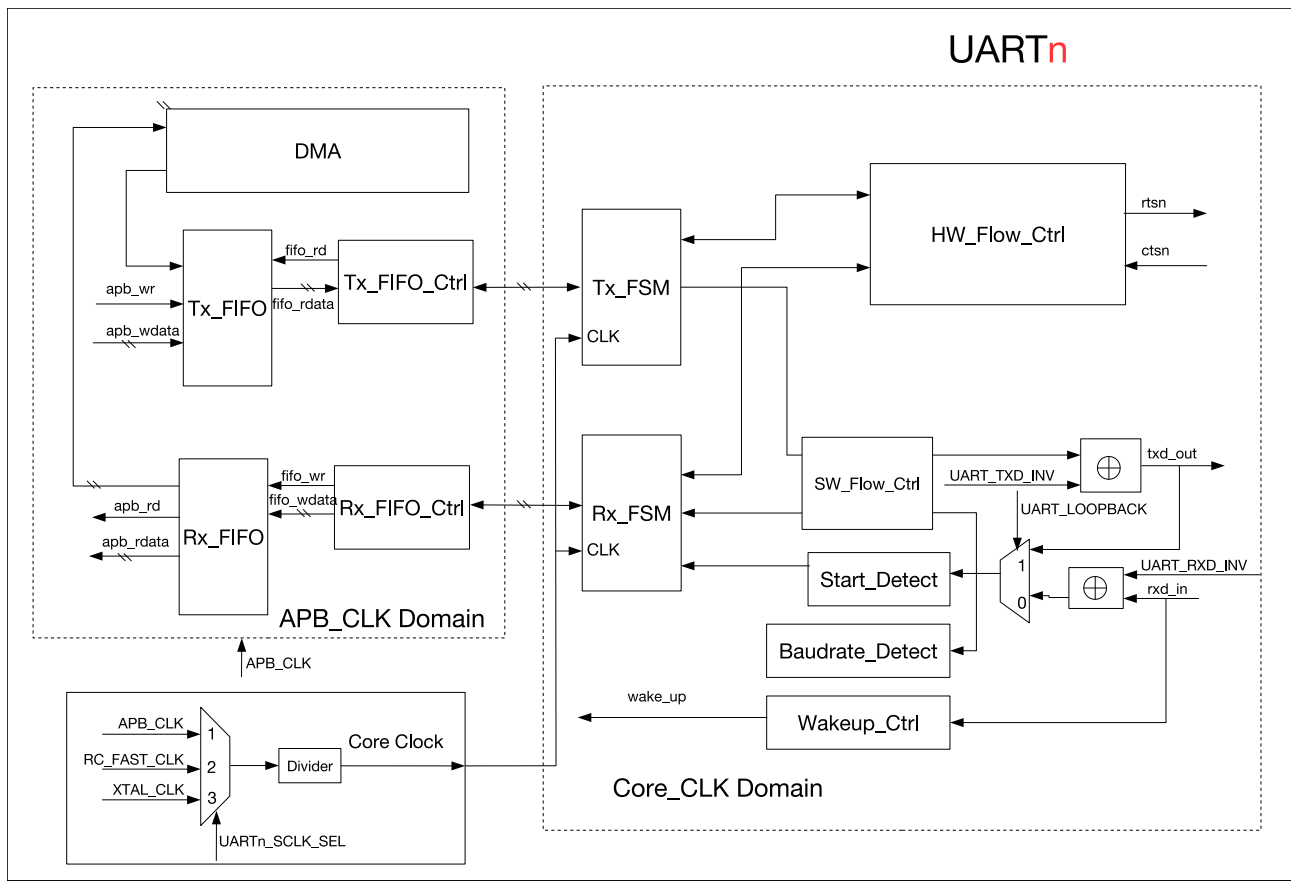 UARTn
DMA
fifo_rd
Tx_FIFO_Ctrl
apb_wr
Tx_FIFO
fifo_rdata
apb_wdata
Tx_FSM
CLK
HW_Flow_Ctrl
rtsn
ctsn
fifo_wr
fifo_wdata
Rx_FIFO_Ctrl
apb_rd
Rx_FIFO
apb_rdata
APB_CLK Domain
Rx_FSM
CLK
SW_Flow_Ctrl
UART_TXD_INV
txd_out
UART_LOOPBACK
1
0
UART_RXD_INV
rxd_in
Start_Detect
Baudrate_Detect
wake_up
Wakeup_Ctrl
Core_CLK Domain
APB_CLK
APB_CLK
1
RC_FAST_CLK
2
XTAL_CLK
3
Divider
Core Clock
UARTn_SCLK_SEL